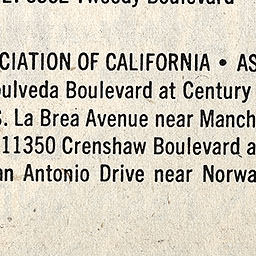 Tweedy Boulevard
CIATION OF CALIFORNIA • AS
ulveda Boulevard at Century
S. La Brea Avenue near Manch
11350 Crenshaw Boulevard a
an Antonio Drive near Norwa